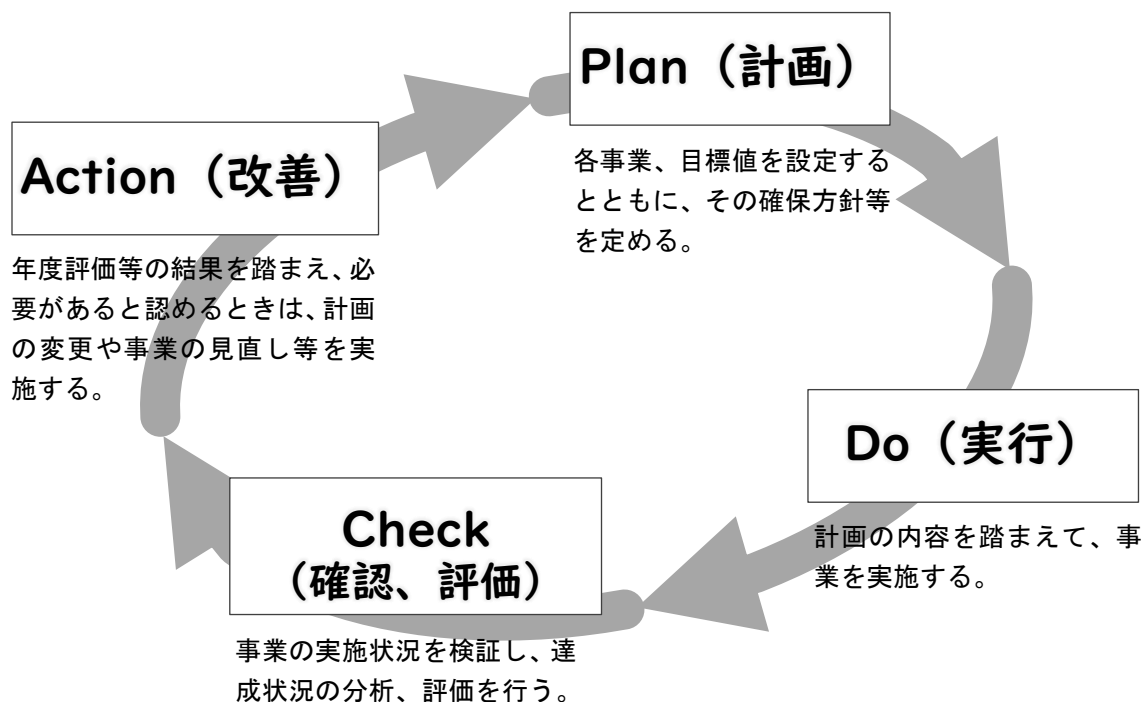 Plan（計画）
各事業、目標値を設定する
とともに、その確保方針等
を定める。
Do（実行）
計画の内容を踏まえて、事
業を実施する。
Check
（確認、評価）
事業の実施状況を検証し、達
成状況の分析、評価を行う。
Action（改善）
年度評価等の結果を踏まえ、必
要があると認めるときは、計画
の変更や事業の見直し等を実
施する。